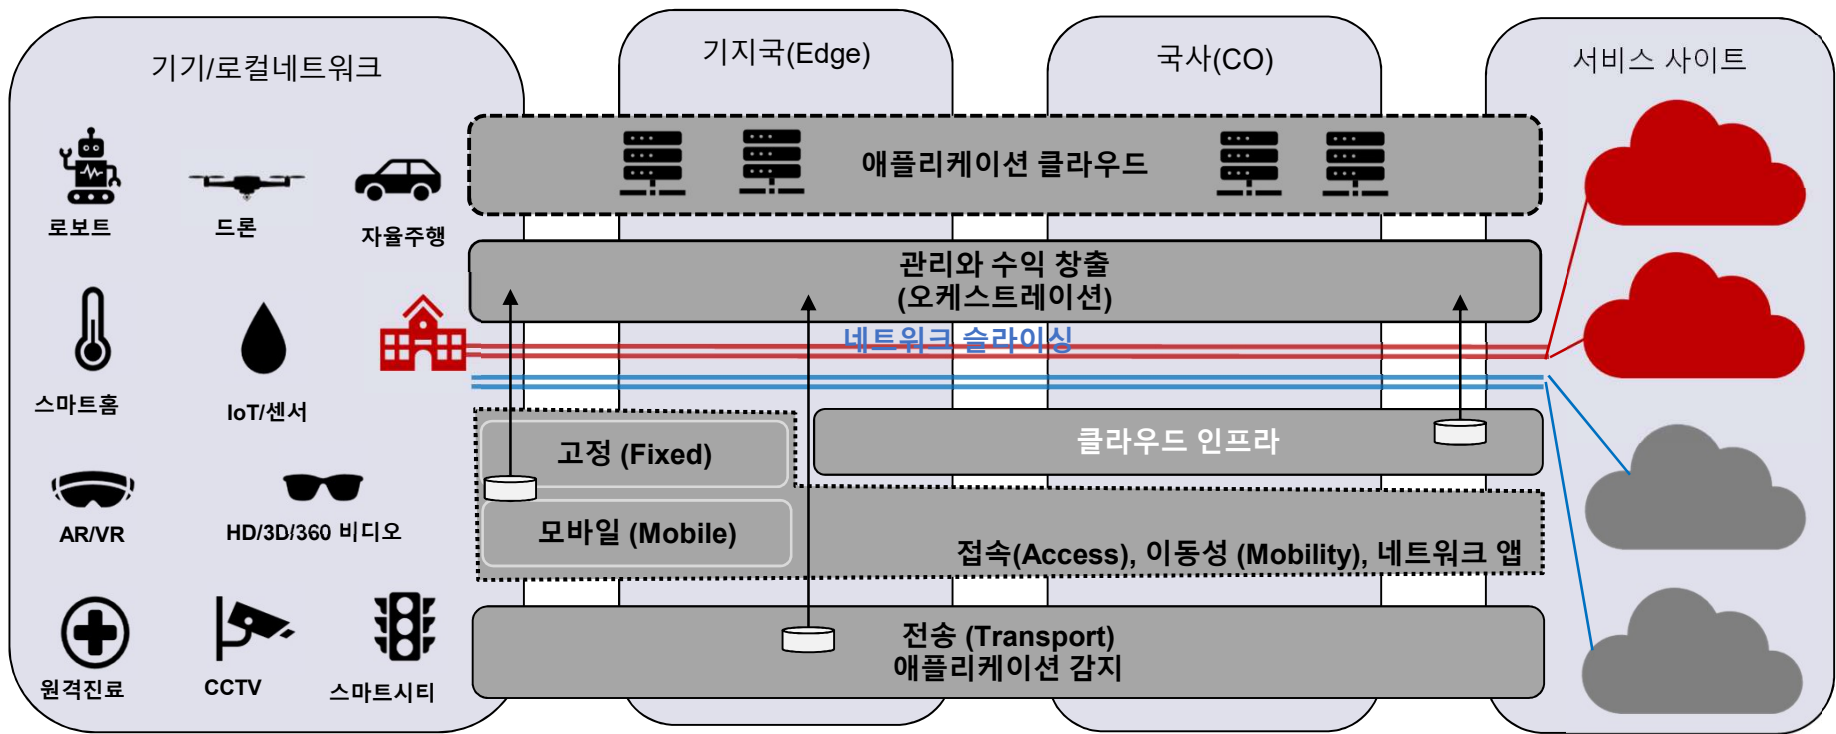 기기/로컬네트워크
기지국(Edge)
국사(CO)
서비스 사이트
로보트
드론
자율주행
스마트홈
IoT/센서
AR/VR
HD/3D/360 비디오
원격진료
CCTV
스마트시티
애플리케이션 클라우드
관리와 수익 창출
(오케스트레이션)
네트워크 슬라이싱
고정 (Fixed)
클라우드 인프라
모바일 (Mobile)
접속(Access), 이동성 (Mobility), 네트워크 앱
전송 (Transport)
애플리케이션 감지